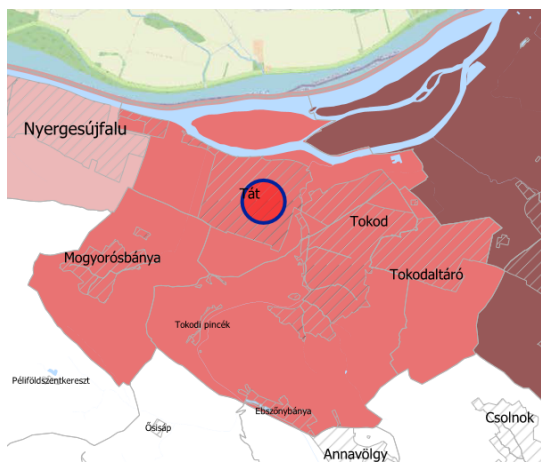 Nyergesújfalu
Tát
Tokod
Mogyorósbánya
Tokodaltáró
Tokodi pincék
Péliföldszentkereszt
Ebszőnybánya
Csolnok
Ősisáp
Annavölgy